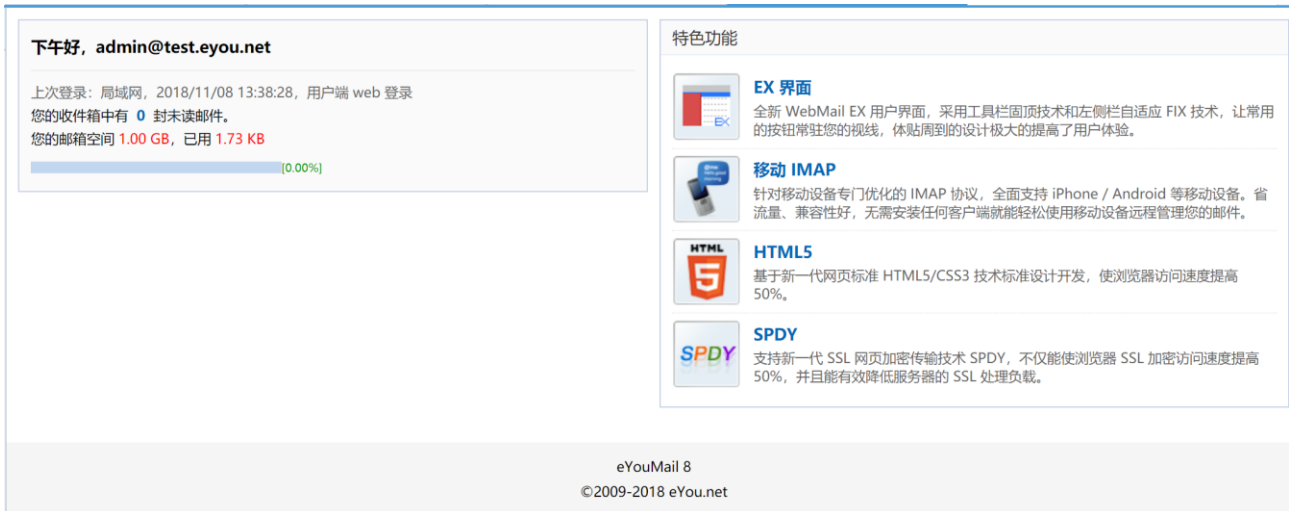 下午好，admin@test.eyou.net
上次登录：局域网，2018/11/08 13:38:28，用户端 web 登录
您的收件箱中有 0 封未读邮件。
您的邮箱空间 1.00 GB，已用 1.73 KB
[0.00%]
特色功能
EX
EX 界面
全新 WebMail EX 用户界面，采用工具栏固顶技术和左侧栏自适应 FIX 技术，让常用
的按钮常驻您的视线，体贴周到的设计极大的提高了用户体验。
移动 IMAP
针对移动设备专门优化的 IMAP 协议，全面支持 iPhone / Android 等移动设备。省
流量、兼容性好，无需安装任何客户端就能轻松使用移动设备远程管理您的邮件。
HTML
5
HTML5
基于新一代网页标准 HTML5/CSS3 技术标准设计开发，使浏览器访问速度提高
50%。
SPDY
SPDY
支持新一代 SSL 网页加密传输技术 SPDY，不仅能使浏览器 SSL 加密访问速度提高
50%，并且能有效降低服务器的 SSL 处理负载。
eYouMail 8
©2009-2018 eYou.net